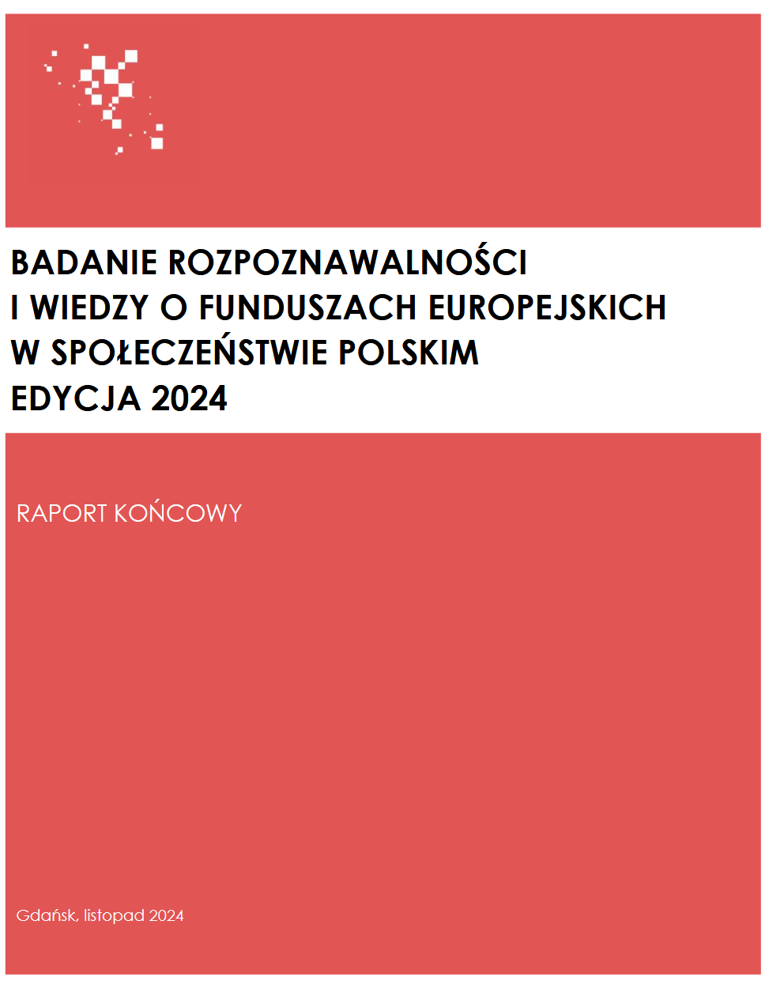 BADANIE ROZPOZNAWALNOŚCI
I WIEDZY O FUNDUSZACH EUROPEJSKICH
W SPOŁECZEŃSTWIE POLSKIM
EDYCJA 2024
RAPORT KOŃCOWY
Gdańsk, listopad 2024